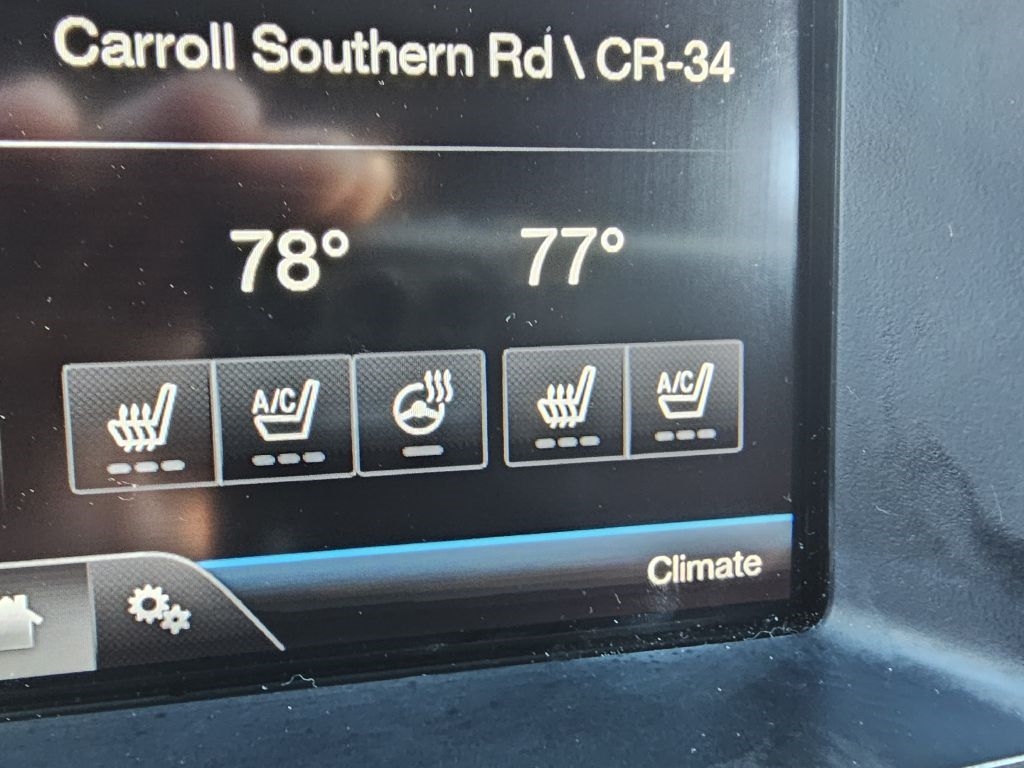 Carroll Southern Rd \ CR-34
78° 77°
A/C A/C
Climate